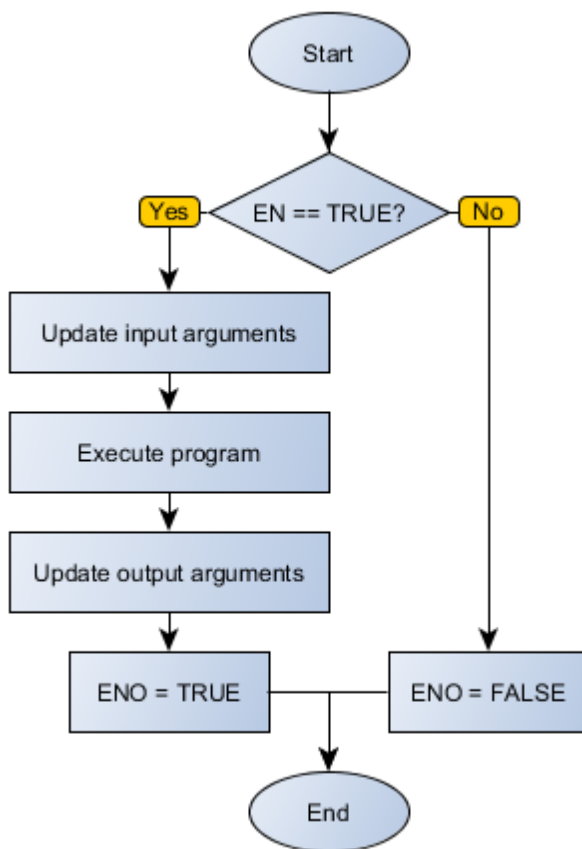 Start
EN == TRUE?
Yes
No
Update input arguments
Execute program
Update output arguments
ENO = TRUE
ENO = FALSE
End